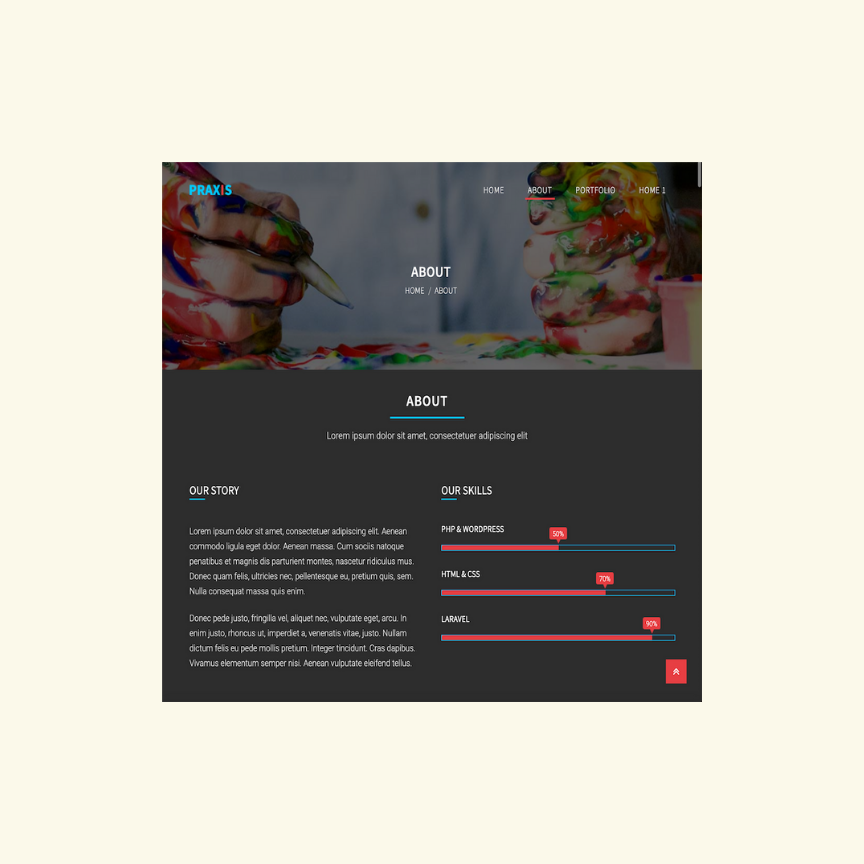 PRAXIS
HOME ABOUT PORTFOLIO HOME 1
ABOUT
HOME / ABOUT
ABOUT
Lorem ipsum dolor sit amet, consectetuer adipiscing elit
OUR STORY
Lorem ipsum dolor sit amet, consectetuer adipiscing elit. Aenean
commodo ligula eget dolor. Aenean massa. Cum sociis natoque
penatibus et magnis dis parturient montes, nascetur ridiculus mus.
Donec quam felis, ultricies nec, pellentesque eu, pretium quis, sem.
Nulla consequat massa quis enim.
Donec pede justo, fringilla vel, aliquet nec, vulputate eget, arcu. In
enim justo, rhoncus ut, imperdiet a, venenatis vitae, justo. Nullam
dictum felis eu pede mollis pretium. Integer tincidunt. Cras dapibus.
Vivamus elementum semper nisi. Aenean vulputate eleifend tellus.
OUR SKILLS
PHP & WORDPRESS
50%
HTML & CSS
70%
LARAVEL
90%